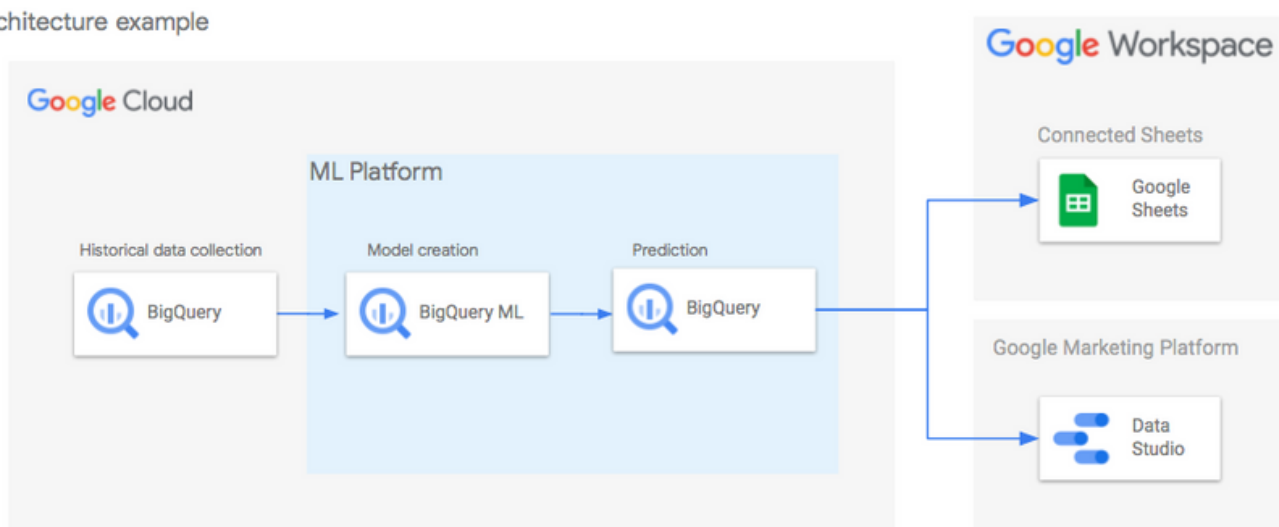 chitecture example
Google Cloud
ML Platform
Historical data collection
BigQuery
Model creation
BigQuery ML
Prediction
BigQuery
Google Workspace
Connected Sheets
Google
Sheets
Google Marketing Platform
Data
Studio